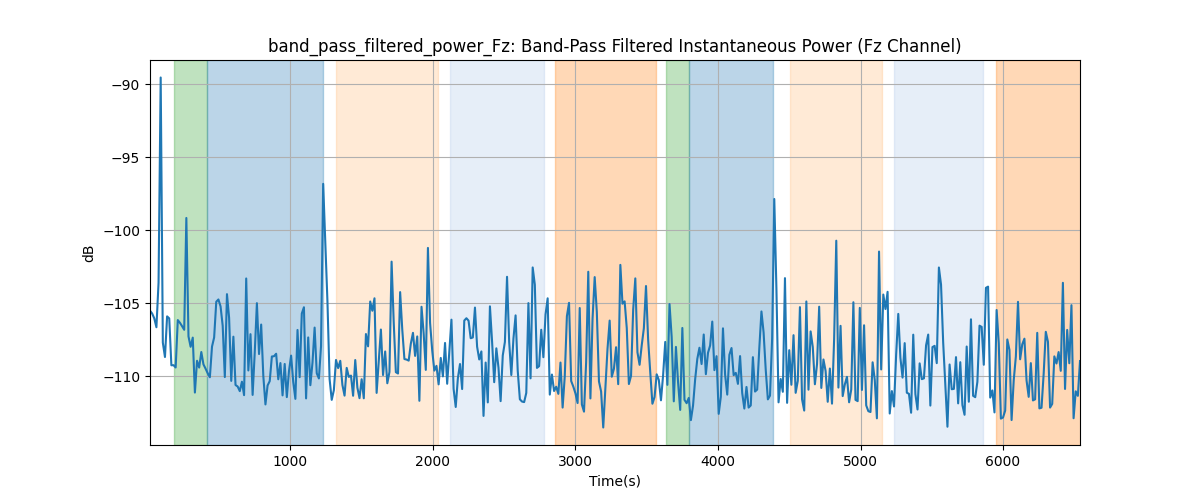 band_pass_filtered_power_Fz: Band-Pass Filtered Instantaneous Power (Fz Channel)
−90
−95
−100
−105
−110
dB
1000 2000 3000 4000 5000 6000
Time(s)